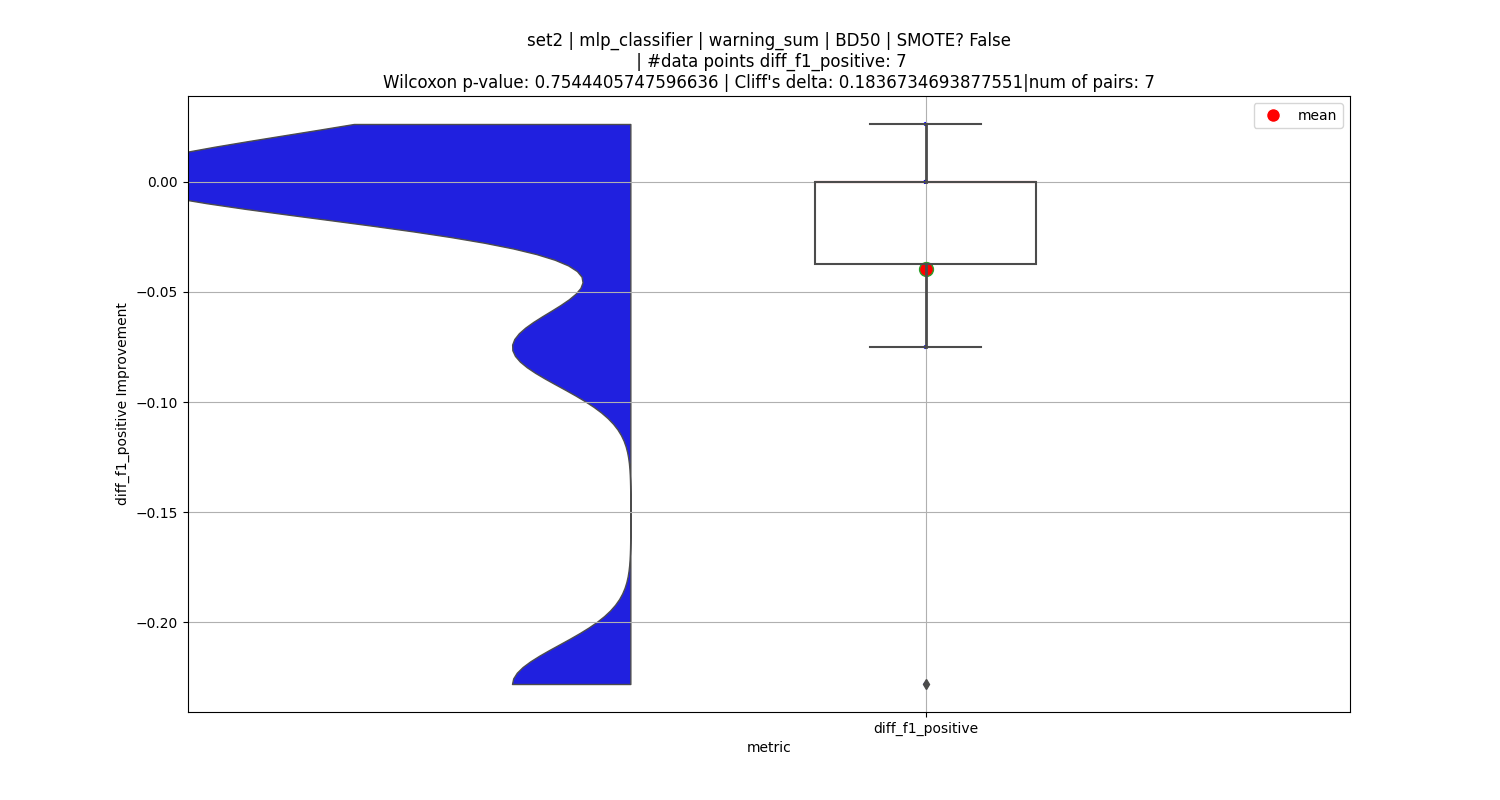 set2 | mlp_classifier | warning_sum | BD50 | SMOTE? False
| #data points diff_f1_positive: 7
Wilcoxon p-value: 0.7544405747596636 | Cliff's delta: 0.1836734693877551|num of pairs: 7
mean
0.00
−0.05
−0.10
−0.15
−0.20
diff_f1_positive Improvement
diff_f1_positive
metric